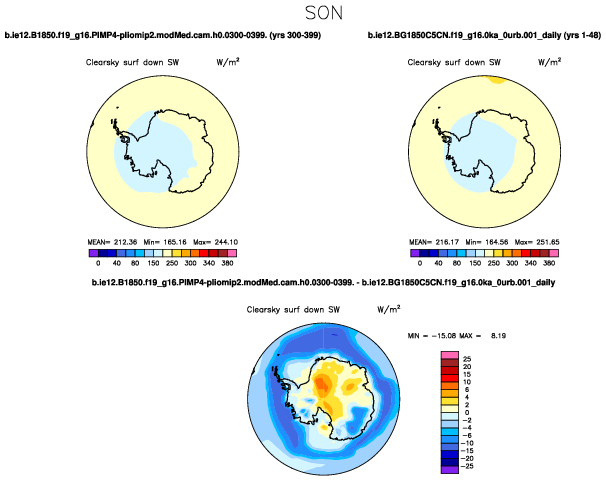 SON
b.ie12.B1850.f19_g16.PIMP4-pliomip2.modMed.cam.h0.0300-0399. (yrs 300-399)
b.ie12.BG1850C5CN.f19_g16.0ka_0urb.001_daily (yrs 1-48)
Clearsky surf down SW W/m²
Clearsky surf down SW W/m²
MEAN= 212.36 Min= 165.16 Max= 244.10
MEAN= 216.17 Min= 164.56 Max= 251.65
0 40 80 150 250 300 340 380
0 40 80 150 250 300 340 380
b.ie12.B1850.f19_g16.PIMP4-pliomip2.modMed.cam.h0.0300-0399. - b.ie12.BG1850C5CN.f19_g16.0ka_0urb.001_daily
Clearsky surf down SW W/m²
MIN = -15.08 MAX = 8.19
25
20
15
10
6
4
2
0
-2
-4
-6
-10
-15
-20
-25